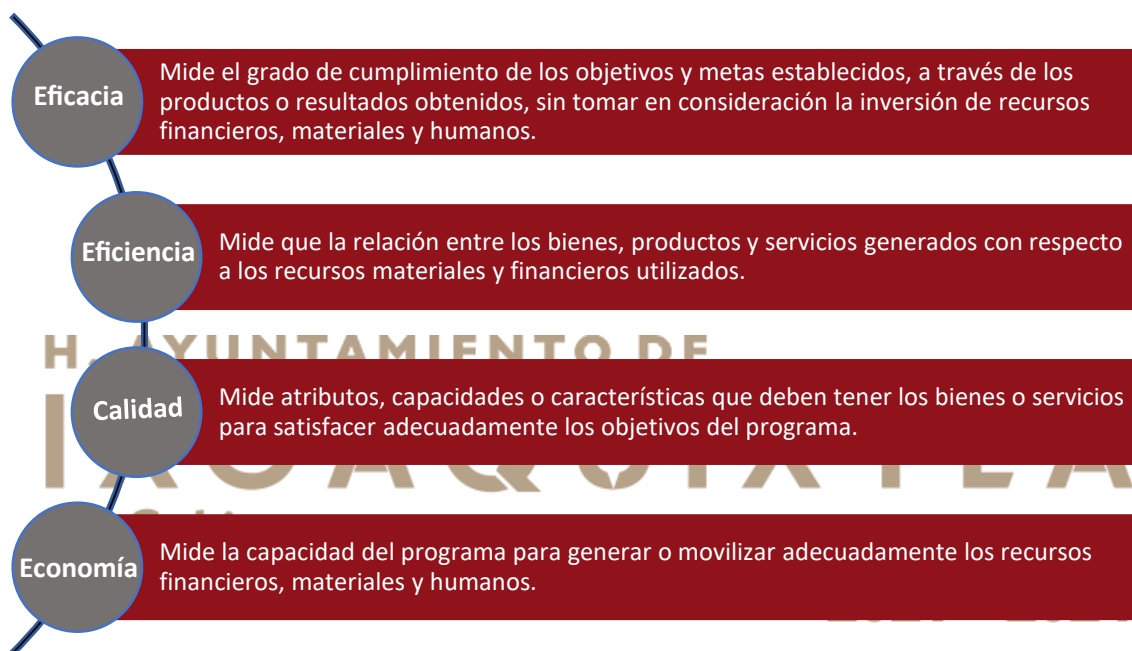 Eficacia
Mide el grado de cumplimiento de los objetivos y metas establecidos, a través de los
productos o resultados obtenidos, sin tomar en consideración la inversión de recursos
financieros, materiales y humanos.
Eficiencia
Mide que la relación entre los bienes, productos y servicios generados con respecto
a los recursos materiales y financieros utilizados.
H. AYUNTAMIENTO DE
Calidad
Mide atributos, capacidades o características que deben tener los bienes o servicios
para satisfacer adecuadamente los objetivos del programa.
IXCAQUIXTLA
Economía
Mide la capacidad del programa para generar o movilizar adecuadamente los recursos
financieros, materiales y humanos.